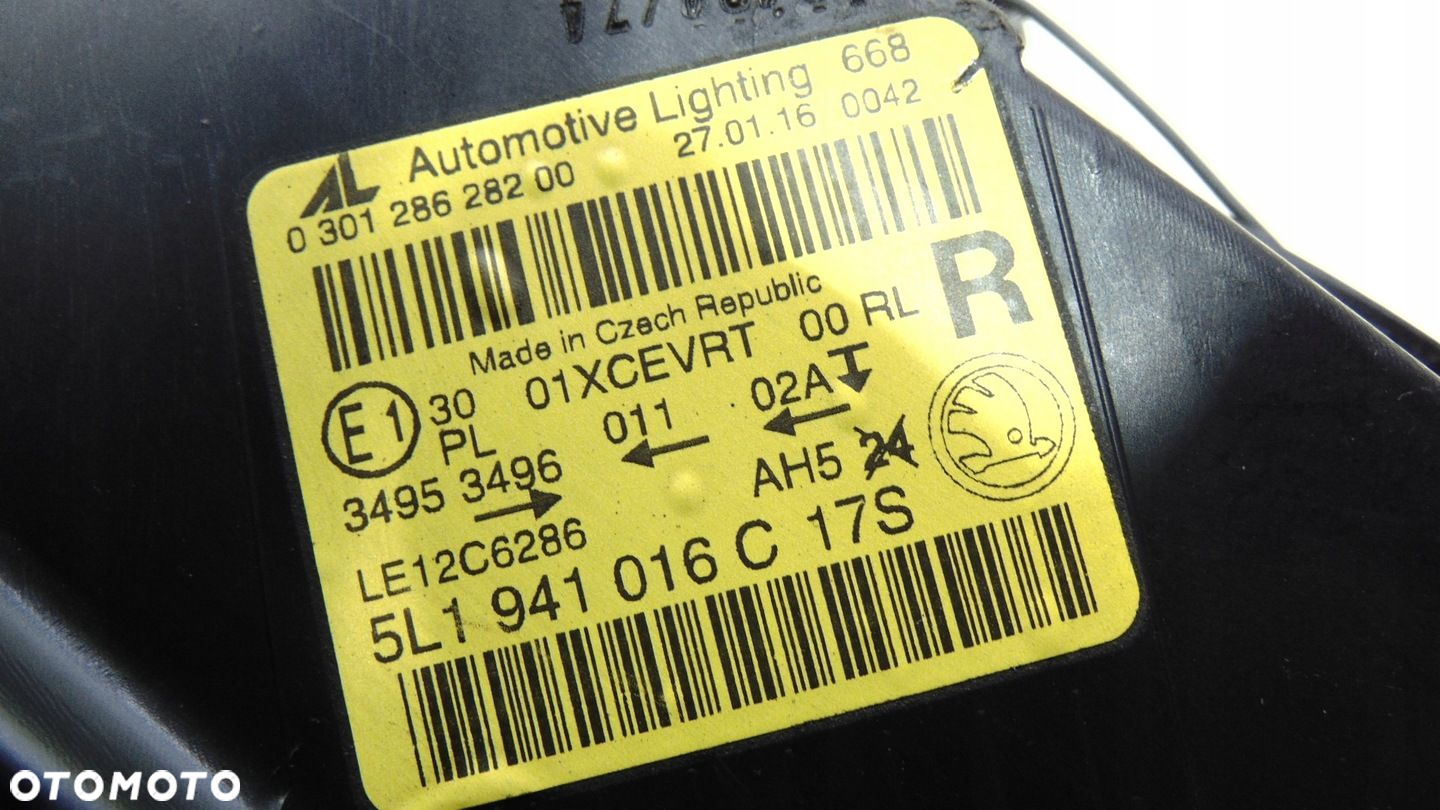 Automotive Lighting 668
0 301 286 282 00 27.01.16 0042
Made in Czech Republic
R
E1 30 01XCEVRT 00 RL
PL 011 02A
3495 3496 AH5 24
LE12C6286
5L1 941 016 C 17S
OTOMOTO